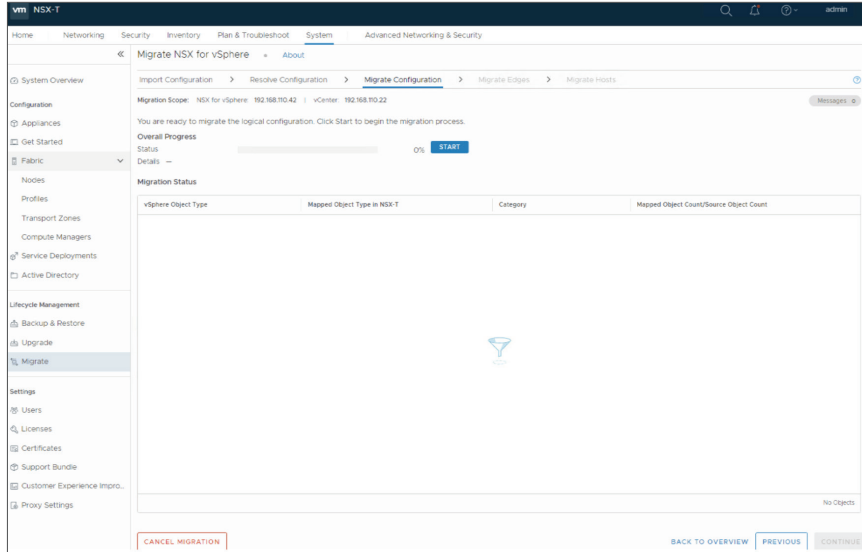 vm NSX-T admin
Home Networking Security Inventory Plan & Troubleshoot System Advanced Networking & Security
Migrate NSX for vSphere About
System Overview
Import Configuration > Resolve Configuration > Migrate Configuration > Migrate Edges > Migrate Hosts
Configuration
Migration Scope: NSX for vSphere: 192.168.110.42 | vCenter: 192.168.110.22 Messages 0
Appliances
You are ready to migrate the logical configuration. Click Start to begin the migration process.
Get Started
Overall Progress
Status 0% START
Fabric
Details —
Nodes
Migration Status
Profiles
vSphere Object Type Mapped Object Type in NSX-T Category Mapped Object Count/Source Object Count
Transport Zones
Compute Managers
Service Deployments
Active Directory
Lifecycle Management
Backup & Restore
Upgrade
Migrate
Settings
Users
Licenses
Certificates
Support Bundle
Customer Experience Impro...
Proxy Settings
No Objects
CANCEL MIGRATION BACK TO OVERVIEW PREVIOUS CONTINUE